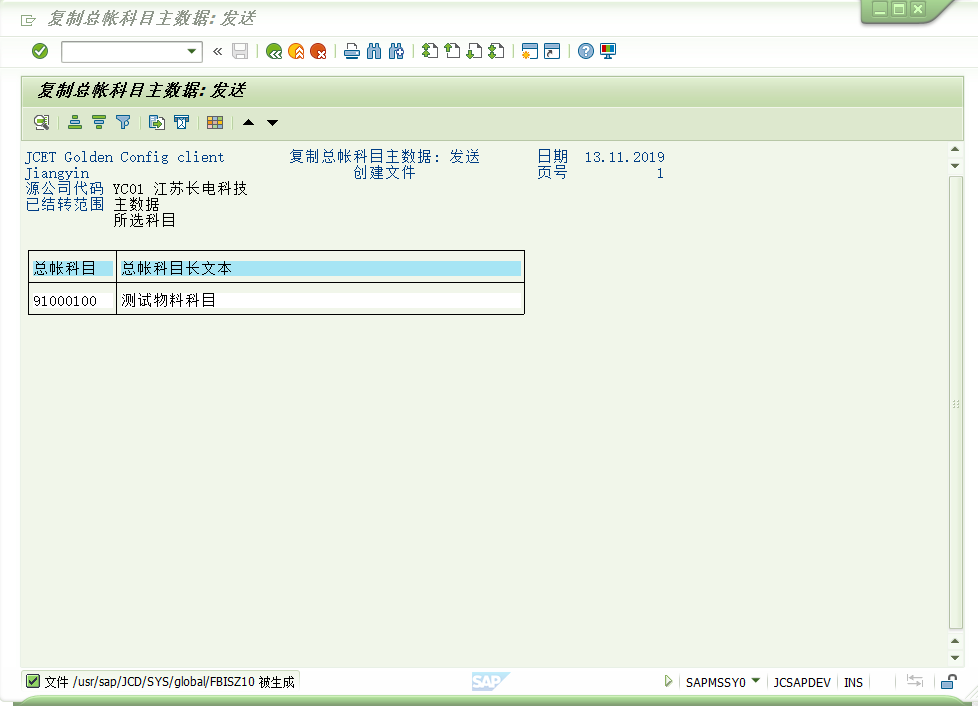 复制总帐科目主数据: 发送
复制总帐科目主数据: 发送
JCET Golden Config client 复制总帐科目主数据: 发送 日期 13.11.2019
Jiangyin 创建文件 页号 1
源公司代码 YC01 江苏长电科技
已结转范围 主数据
所选科目
总帐科目 总帐科目长文本
91000100 测试物料科目
文件 /usr/sap/JCD/SYS/global/FBISZ10 被生成 SAP SAPMSSY0 JCSAPDEV INS